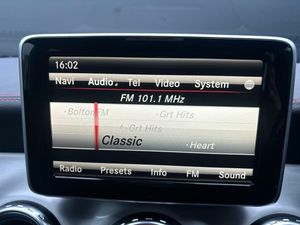 16:02
Navi Audio Tel Video System
FM 101.1 MHz
Bolton FM Grt Hits
Grt Hits
Classic Heart
Radio Presets Info FM Sound